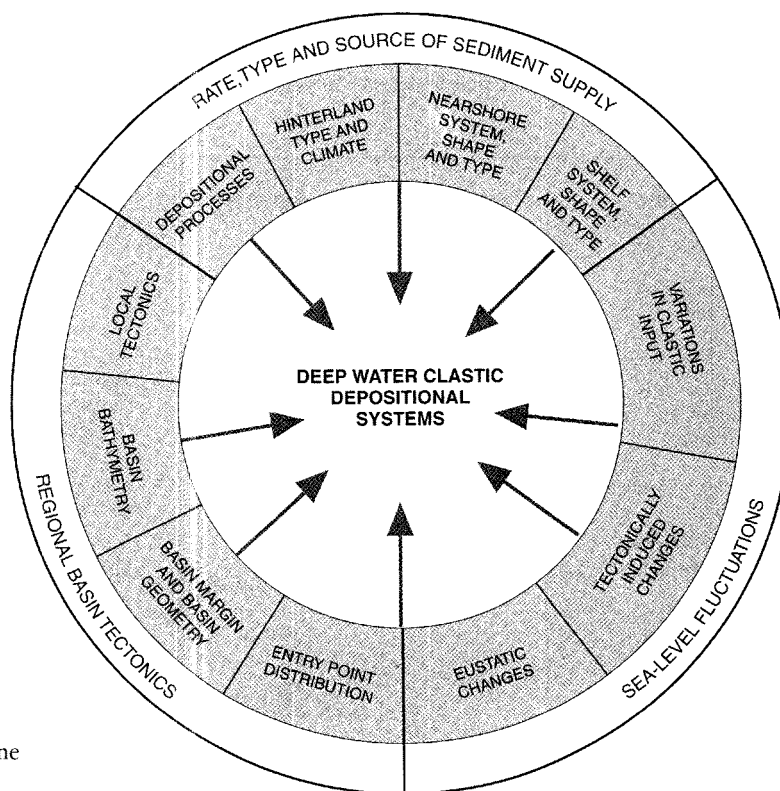 RATE, TYPE AND SOURCE OF SEDIMENT SUPPLY
HINTERLAND
TYPE AND
CLIMATE
NEARSHORE
SYSTEM,
SHAPE
AND TYPE
SHELF
SYSTEM,
SHAPE
AND TYPE
DEPOSITIONAL
PROCESSES
LOCAL
TECTONICS
VARIATIONS
IN CLASTIC
INPUT
DEEP WATER CLASTIC
DEPOSITIONAL
SYSTEMS
BASIN
BATHYMETRY
TECTONICALLY
INDUCED
CHANGES
BASIN MARGIN
AND BASIN
GEOMETRY
ENTRY POINT
DISTRIBUTION
EUSTATIC
CHANGES
REGIONAL BASIN TECTONICS
SEA-LEVEL FLUCTUATIONS
ne